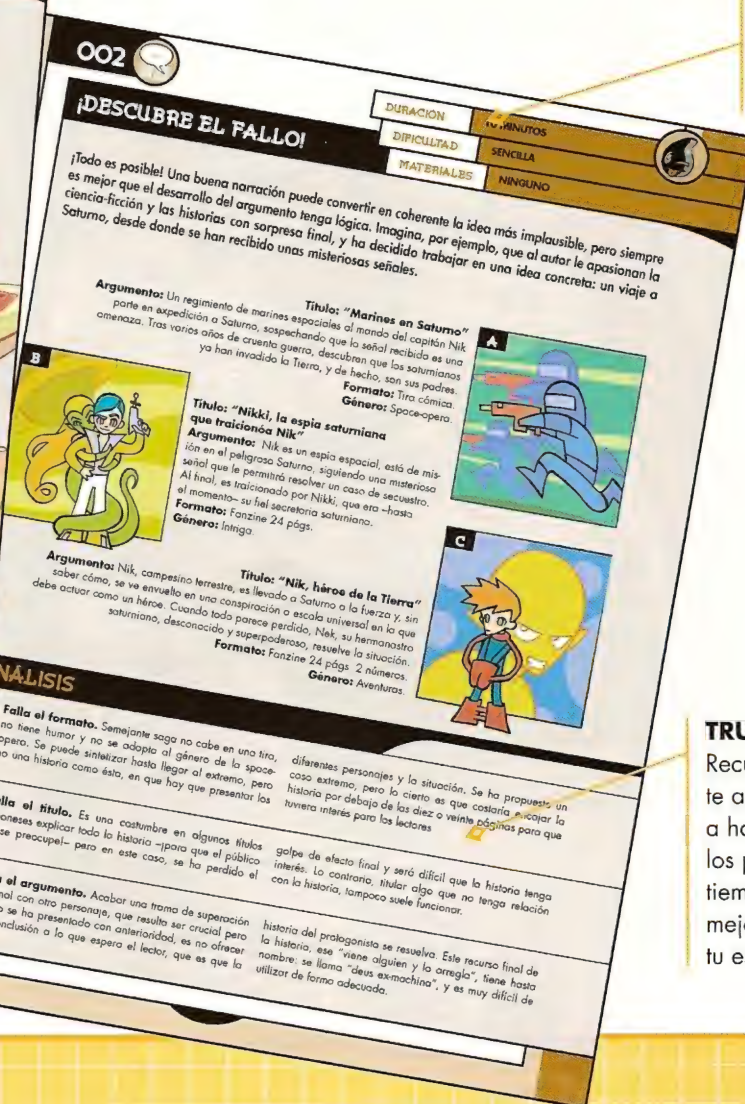 002
¡DESCUBRE EL FALLO!
DURACIÓN
10 MINUTOS
DIFICULTAD
SENCILLA
MATERIALES
NINGUNO
¡Todo es posible! Una buena narración puede convertir en coherente la idea más implausible, pero siempre
es mejor que el desarrollo del argumento tenga lógica. Imagina, por ejemplo, que al autor le apasionan la
ciencia-ficción y las historias con sorpresa final, y ha decidido trabajar en una idea concreta: un viaje a
Saturno, desde donde se han recibido unas misteriosas señales.
Título: "Marines en Saturno"
Argumento: Un regimiento de marines espaciales al mando del capitán Nik
parte en expedición a Saturno, sospechando que la señal recibida es una
amenaza. Tras varios años de cruenta guerra, descubren que los saturnianos
ya han invadido la Tierra, y de hecho, son sus padres.
Formato: Tira cómica.
Género: Space-opera.
A
B
Título: "Nikki, la espia saturniana
que traicionóa Nik"
Argumento: Nik es un espía espacial, está de mis-
ión en el peligroso Saturno, siguiendo una misteriosa
señal que le permitirá resolver un caso de secuestro.
Al final, es traicionado por Nikki, que era –hasta
el momento– su fiel secretaria saturniana.
Formato: Fanzine 24 págs.
Género: Intriga.
C
Título: "Nik, héroe de la Tierra"
Argumento: Nik, campesino terrestre, es llevado a Saturno a la fuerza y, sin
saber cómo, se ve envuelto en una conspiración a escala universal en la que
debe actuar como un héroe. Cuando todo parece perdido, Nek, su hermanastro
saturniano, desconocido y superpoderoso, resuelve la situación.
Formato: Fanzine 24 págs 2 números.
Género: Aventuras.
NÁLISIS
Falla el formato. Semejante saga no cabe en una tira,
no tiene humor y no se adapta al género de la space-
opera. Se puede sintetizar hasta llegar al extremo, pero
una historia como ésta, en que hay que presentar los
diferentes personajes y la situación. Se ha propuesto un
caso extremo, pero lo cierto es que costaría encajar la
historia por debajo de las diez o veinte páginas para que
tuviera interés para los lectores
lla el título. Es una costumbre en algunos títulos
oneses explicar toda la historia –¡para que el público
se preocupe!– pero en este caso, se ha perdido el
golpe de efecto final y será difícil que la historia tenga
interés. Lo contrario, titular algo que no tenga relación
con la historia, tampoco suele funcionar.
el argumento. Acabar una trama de superación
nal con otro personaje, que resulta ser crucial pero
o se ha presentado con anterioridad, es no ofrecer
nclusión a lo que espera el lector, que es que la
historia del protagonista se resuelva. Este recurso final de
la historia, ese "viene alguien y lo arregla", tiene hasta
nombre: se llama "deus ex-machina", y es muy difícil de
utilizar de forma adecuada.
TRU
Recu
te a
a ha
los p
tiem
mejo
tu e